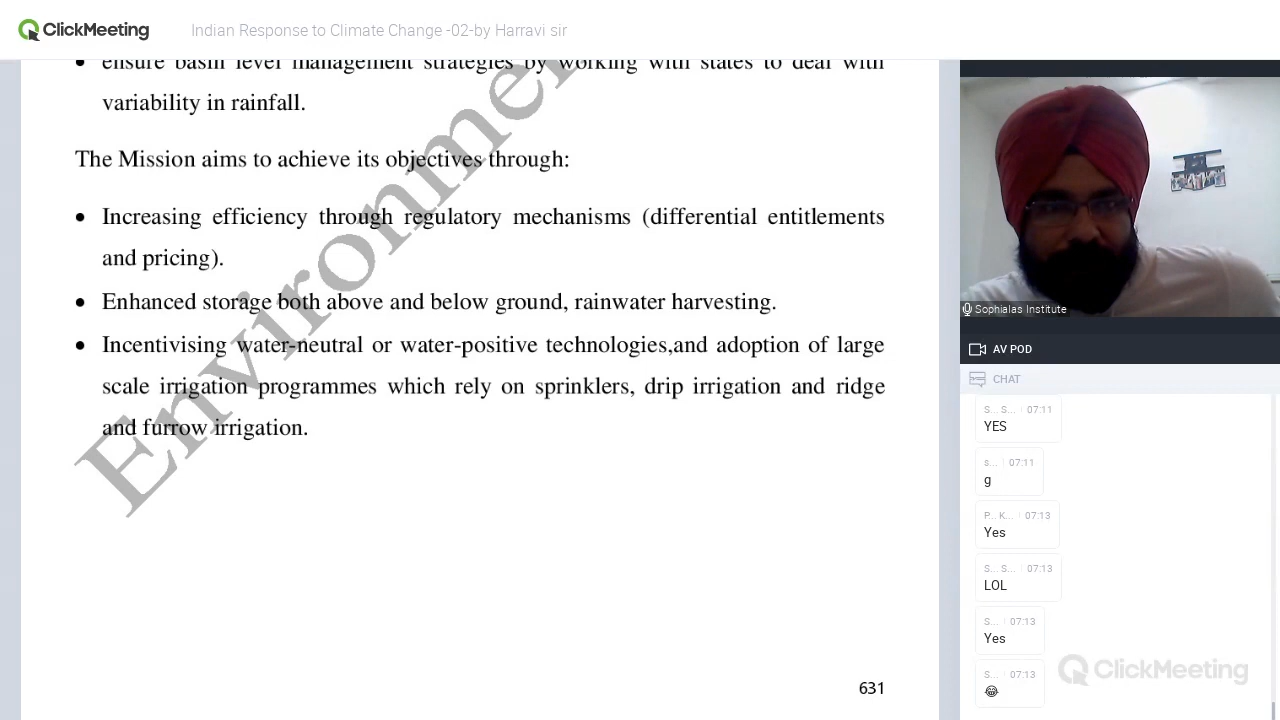 ClickMeeting
Indian Response to Climate Change -02-by Harravi sir
ensure basin level management strategies by working with states to deal with
variability in rainfall.
The Mission aims to achieve its objectives through:
• Increasing efficiency through regulatory mechanisms (differential entitlements
and pricing).
• Enhanced storage both above and below ground, rainwater harvesting.
• Incentivising water-neutral or water-positive technologies,and adoption of large
scale irrigation programmes which rely on sprinklers, drip irrigation and ridge
and furrow irrigation.
631
Environme
Sophialas Institute
AV POD
CHAT
S... S... 07:11
YES
s... 07:11
g
P... K... 07:13
Yes
S... S... 07:13
LOL
S... 07:13
Yes
S... 07:13
😂
ClickMeeting